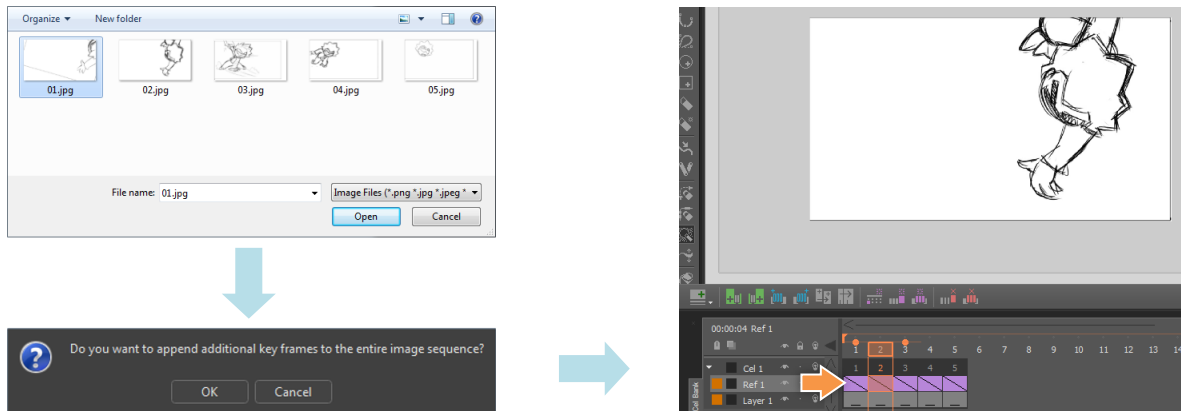 Organize New folder
01.jpg 02.jpg 03.jpg 04.jpg 05.jpg
File name: 01.jpg Image Files (*.png *.jpg *.jpeg *
Open Cancel
Do you want to append additional key frames to the entire image sequence?
OK Cancel
00:00:04 Ref 1
1 2 3 4 5 6 7 8 9 10 11 12 13 14
Cel 1 1 2 3 4 5
Ref 1
Layer 1
Cel Bank